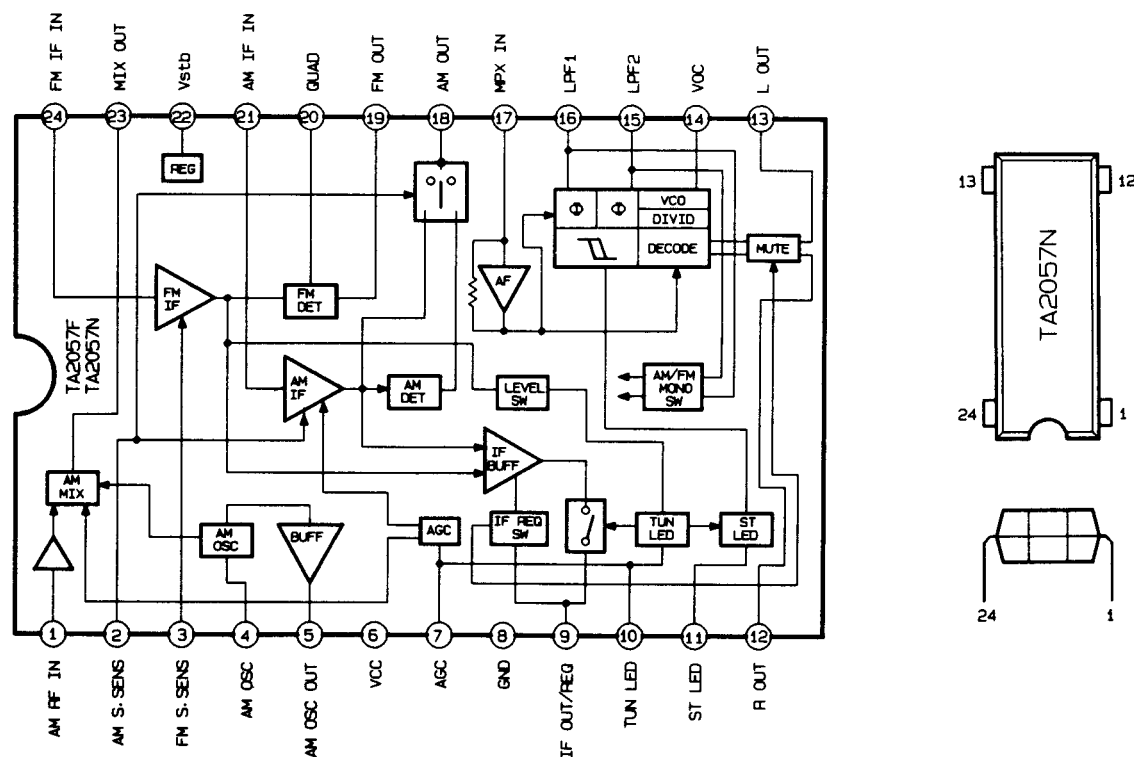 FM IF IN
MIX OUT
Vstb
AM IF IN
QUAD
FM OUT
AM OUT
MPX IN
LPF1
LPF2
VOC
L OUT
24
23
22
21
20
19
18
17
16
15
14
13
REG
VCO
DIVID
DECODE
MUTE
AF
FM
IF
FM
DET
TA2057F
TA2057N
AM
IF
AM
DET
LEVEL
SW
AM/FM
MONO
SW
IF
BUFF
AM
MIX
AM
OSC
BUFF
AGC
IF REQ
SW
TUN
LED
ST
LED
1
2
3
4
5
6
7
8
9
10
11
12
AM RF IN
AM S.SENS
FM S.SENS
AM OSC
AM OSC OUT
VCC
AGC
GND
IF OUT/REQ
TUN LED
ST LED
R OUT
13
12
TA2057N
24
1
24
1